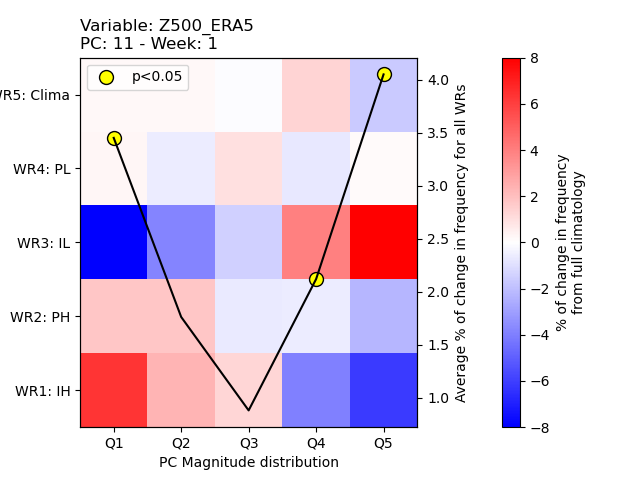 Variable: Z500_ERA5
PC: 11 - Week: 1
p<0.05
WR5: Clima
WR4: PL
WR3: IL
WR2: PH
WR1: IH
Q1 Q2 Q3 Q4 Q5
PC Magnitude distribution
4.0
3.5
3.0
2.5
2.0
1.5
1.0
Average % of change in frequency for all WRs
8
6
4
2
0
−2
−4
−6
−8
% of change in frequency
from full climatology